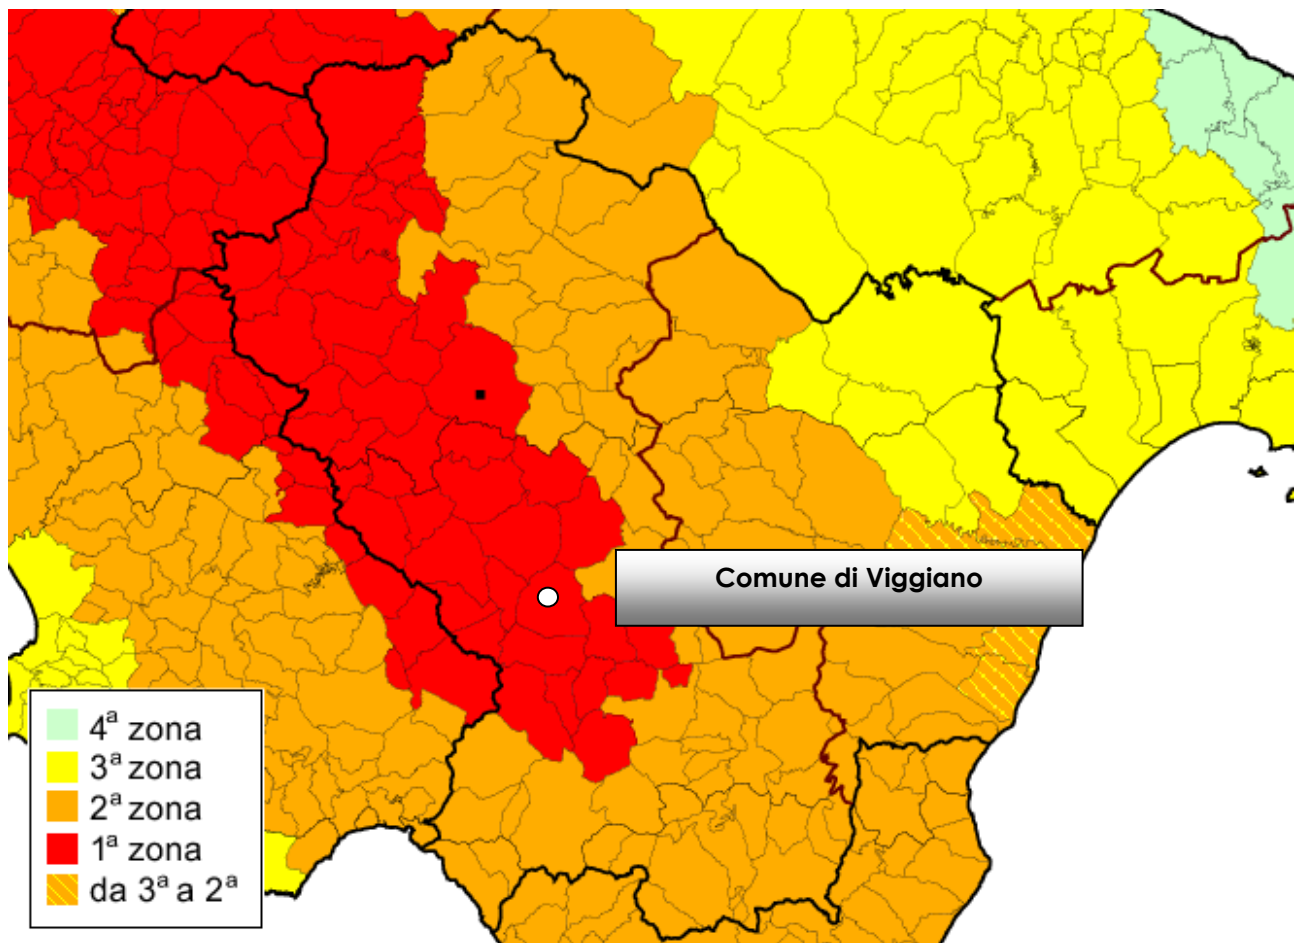 Comune di Viggiano
4ª zona
3ª zona
2ª zona
1ª zona
da 3ª a 2ª